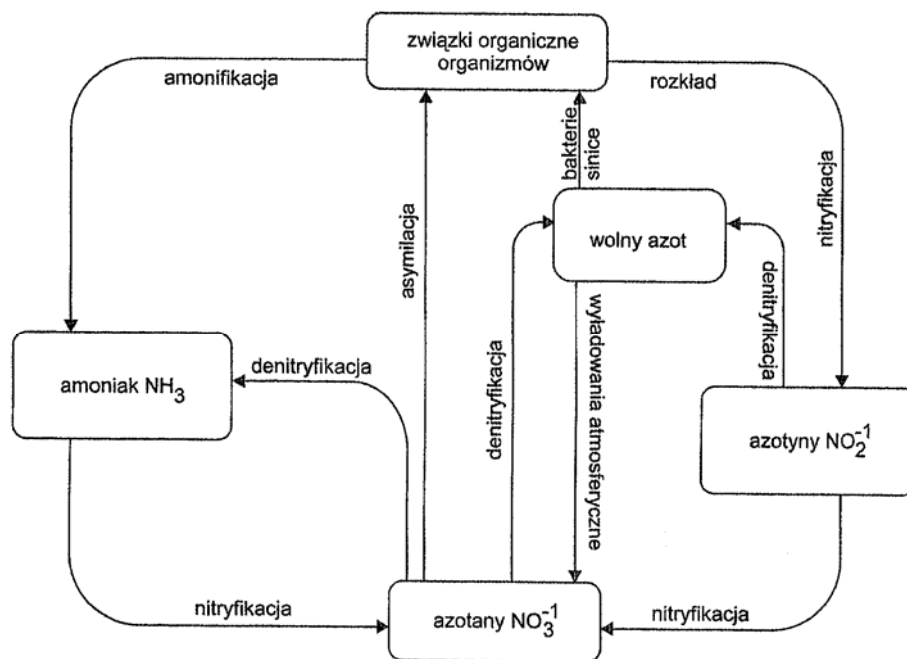 związki organiczne
organizmów
amonifikacja
rozkład
bakterie
sinice
nitryfikacja
asymilacja
wolny azot
denitryfikacja
wyładowania atmosferyczne
denitryfikacja
amoniak NH3
denitryfikacja
azotyny NO2-1
nitryfikacja
azotany NO3-1
nitryfikacja